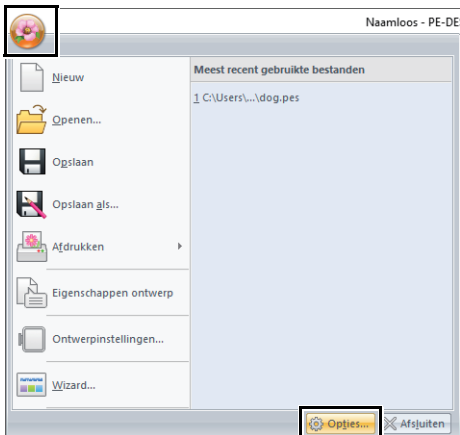 Naamloos - PE-DE
Nieuw
Openen...
Opslaan
Opslaan als...
Afdrukken
Eigenschappen ontwerp
Ontwerpinstellingen...
Wizard...
Meest recent gebruikte bestanden
1 C:\Users\...\dog.pes
Opties...
Afsluiten